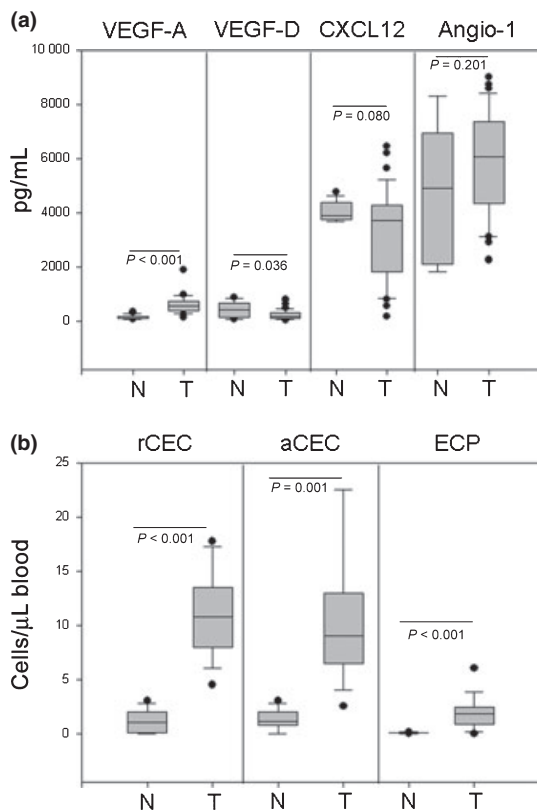 (a)
VEGF-A VEGF-D CXCL12 Angio-1
10 000
8000
6000
4000
2000
0
pg/mL
P < 0.001
P = 0.036
P = 0.080
P = 0.201
N T N T N T N T
(b)
rCEC aCEC ECP
25
20
15
10
5
0
Cells/μL blood
P < 0.001
P = 0.001
P < 0.001
N T N T N T